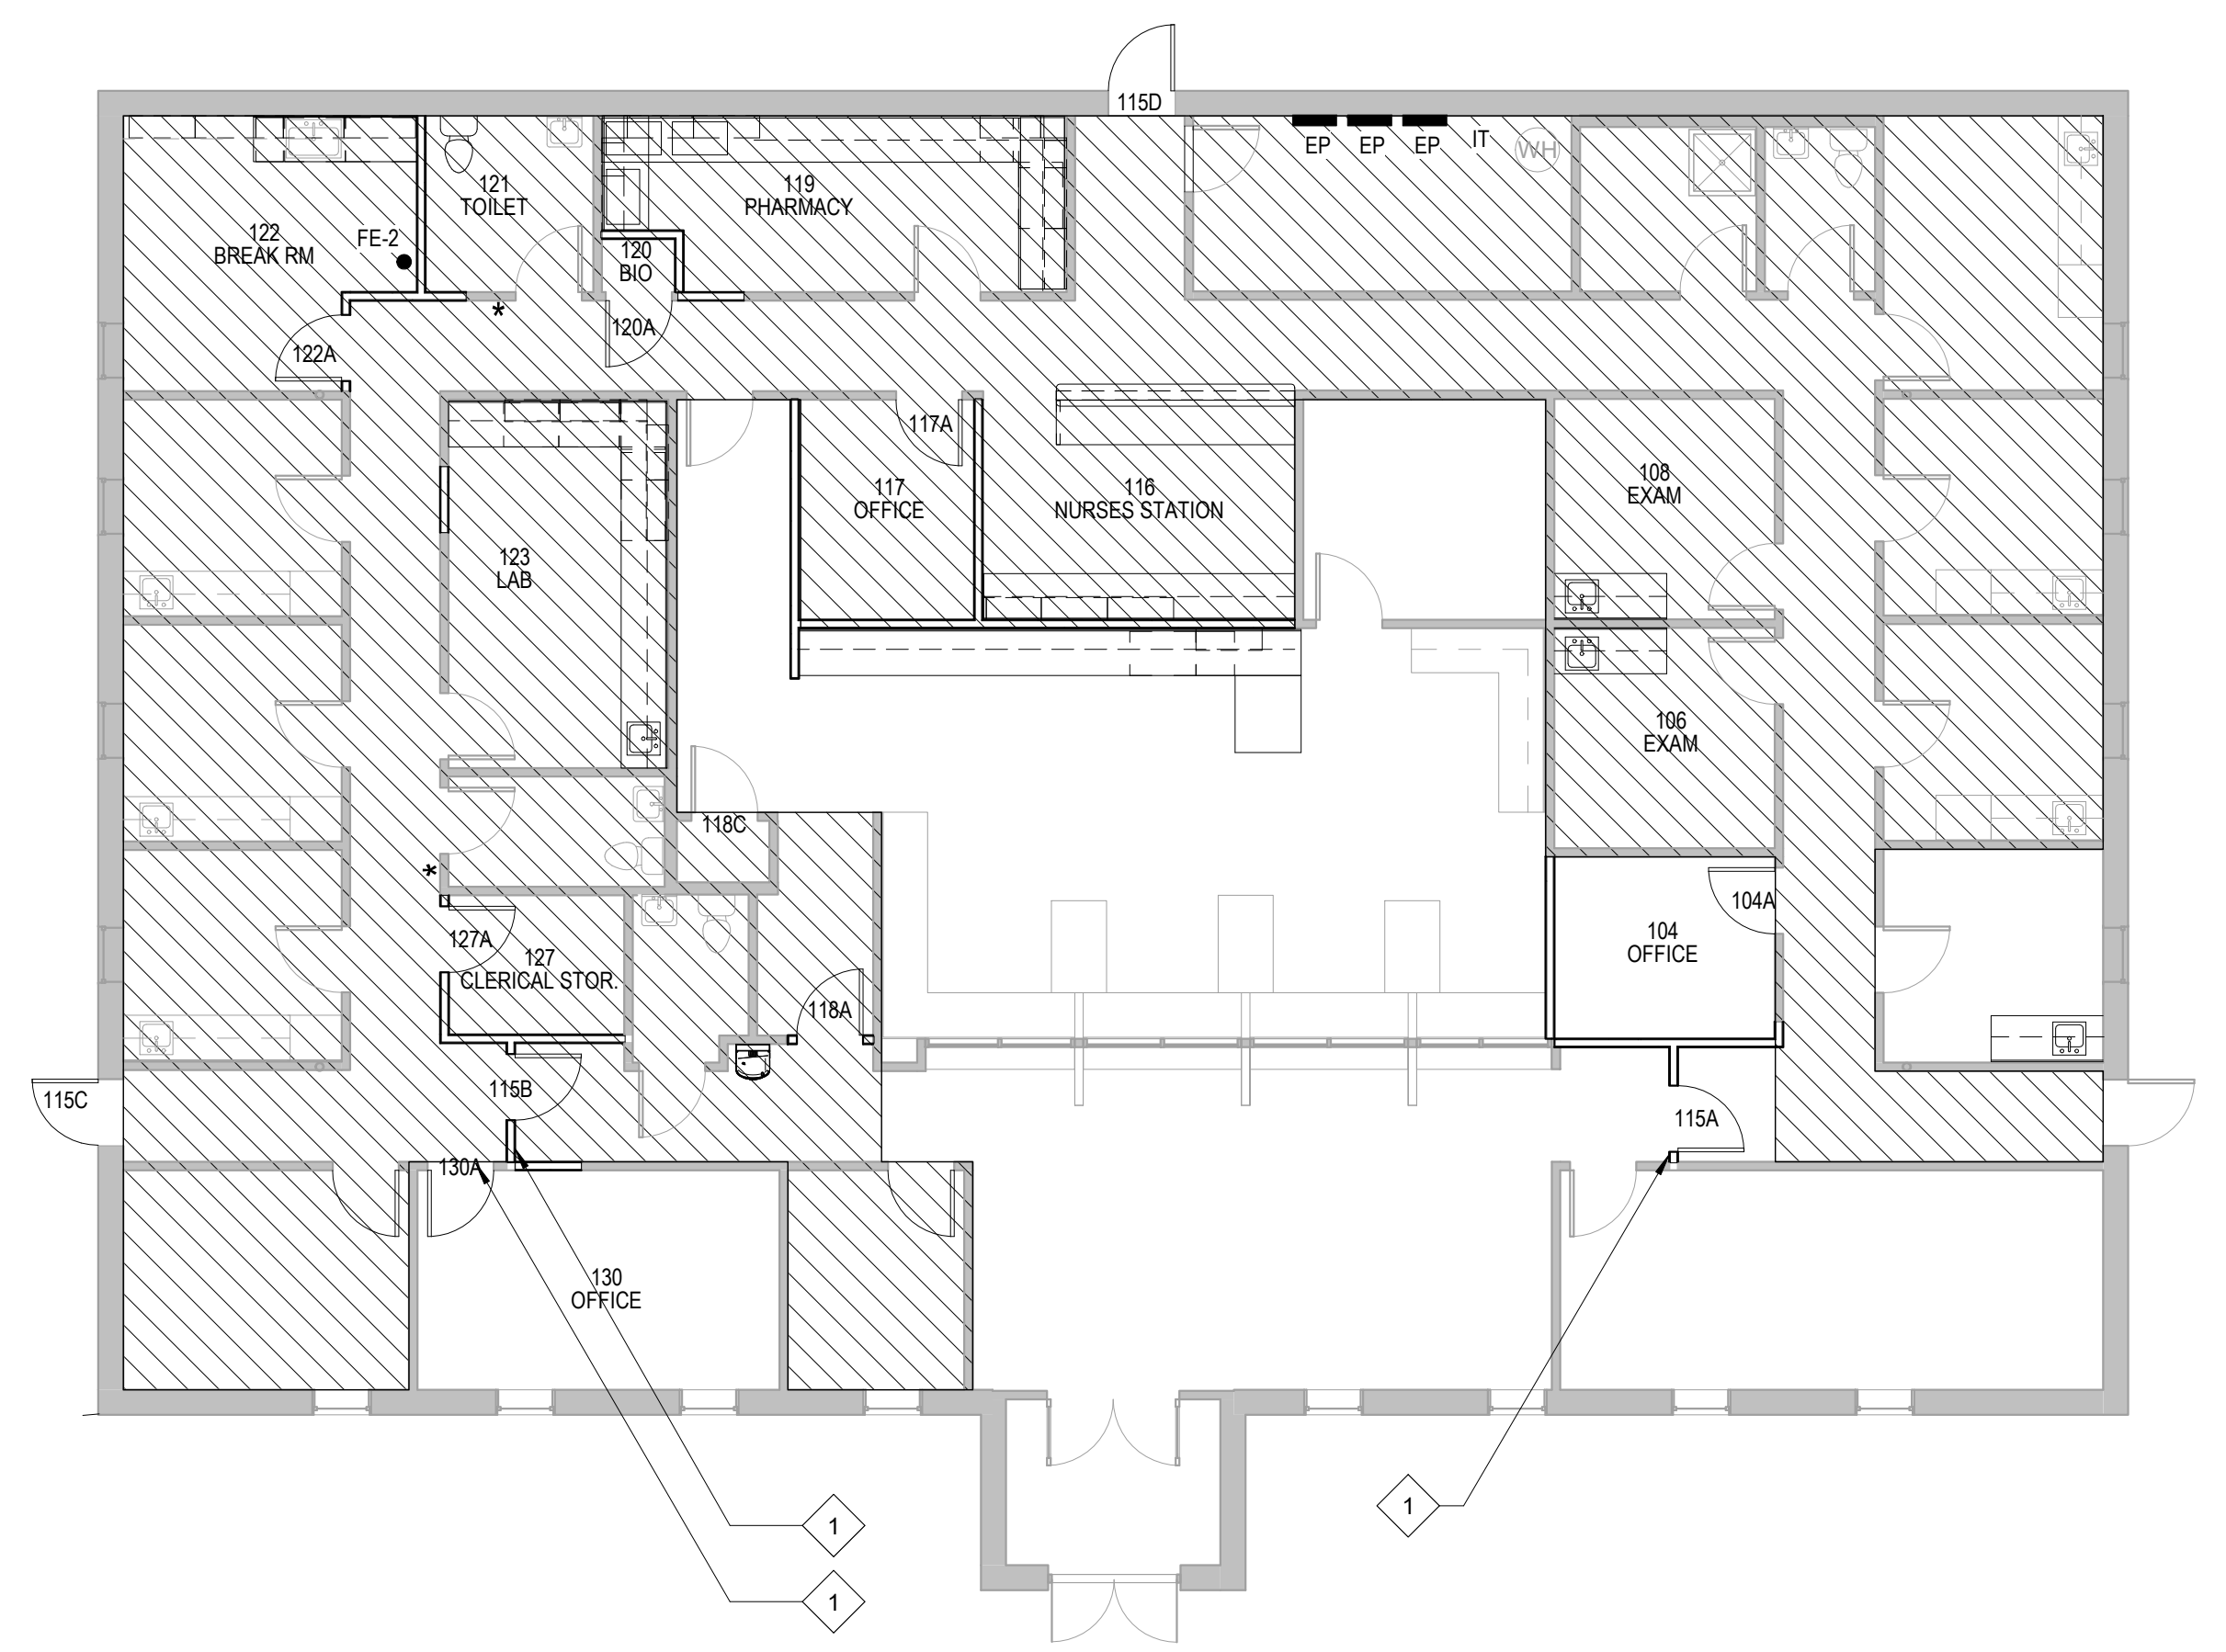 115D
EP
EP
EP
IT
WH
121
TOILET
119
PHARMACY
122
BREAK RM
FE-2
120
BIO
*
120A
122A
117A
117
OFFICE
116
NURSES STATION
108
EXAM
123
LAB
106
EXAM
118C
*
104A
127A
127
CLERICAL STOR.
104
OFFICE
118A
115B
115C
115A
130A
130
OFFICE
1
1
1